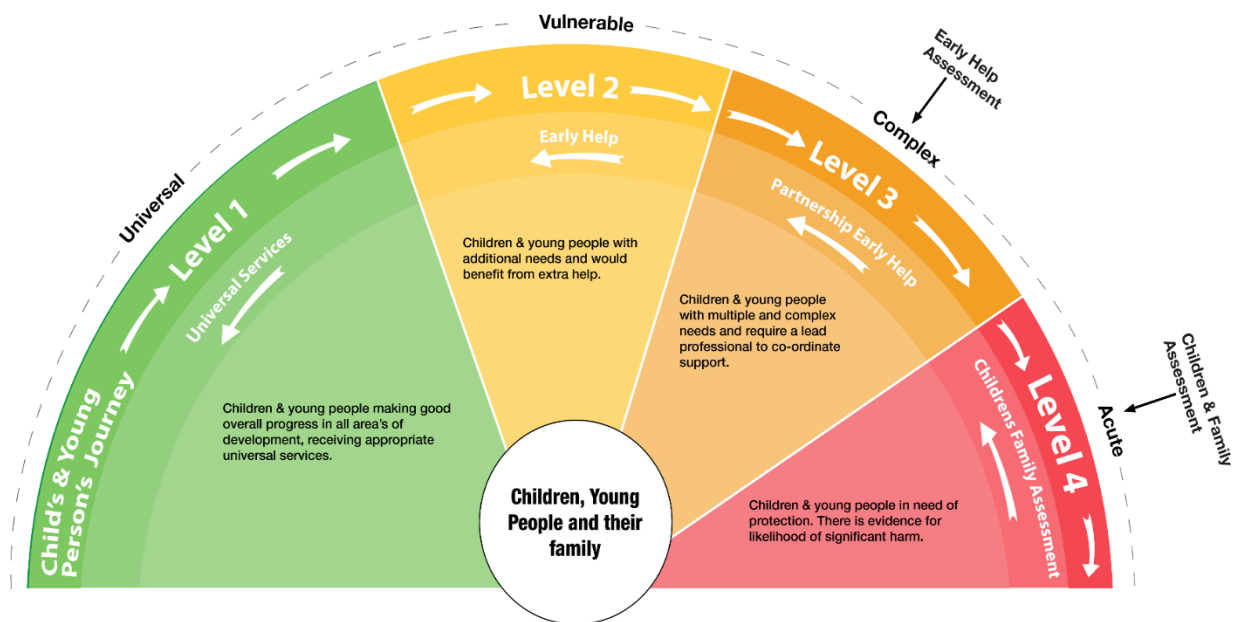 Universal
Vulnerable
Complex
Acute
Early Help
Assessment
Children & Family
Assessment
Child's & Young
Person's Journey
Level 1
Universal Services
Children & young people making good
overall progress in all area's of
development, receiving appropriate
universal services.
Level 2
Early Help
Children & young people with
additional needs and would
benefit from extra help.
Level 3
Partnership Early Help
Children & young people
with multiple and complex
needs and require a lead
professional to co-ordinate
support.
Level 4
Childrens Family Assessment
Children & young people in need of
protection. There is evidence for
likelihood of significant harm.
Children, Young
People and their
family